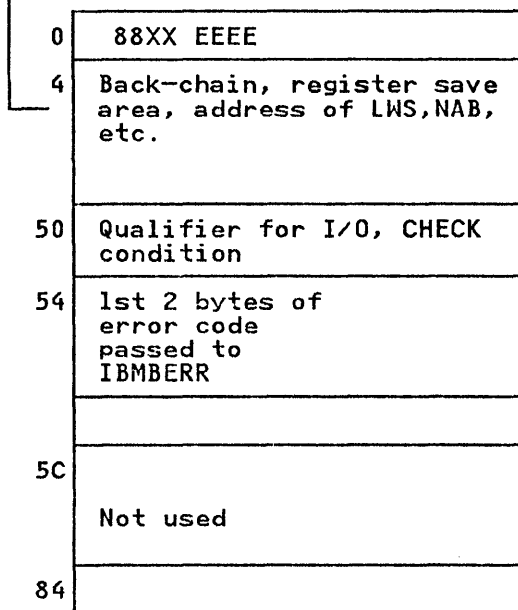 0 88XX EEEE
4 Back-chain, register save
area, address of LWS,NAB,
etc.
50 Qualifier for I/O, CHECK
condition
54 1st 2 bytes of
error code
passed to
IBMBERR
5C
Not used
84